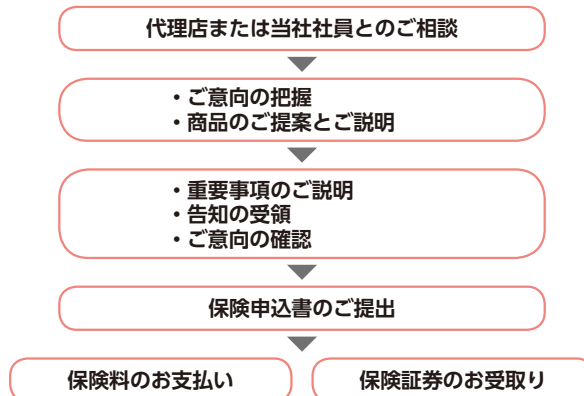 代理店または当社社員とのご相談
・ご意向の把握
・商品のご提案とご説明
・重要事項のご説明
・告知の受領
・ご意向の確認
保険申込書のご提出
保険料のお支払い
保険証券のお受取り